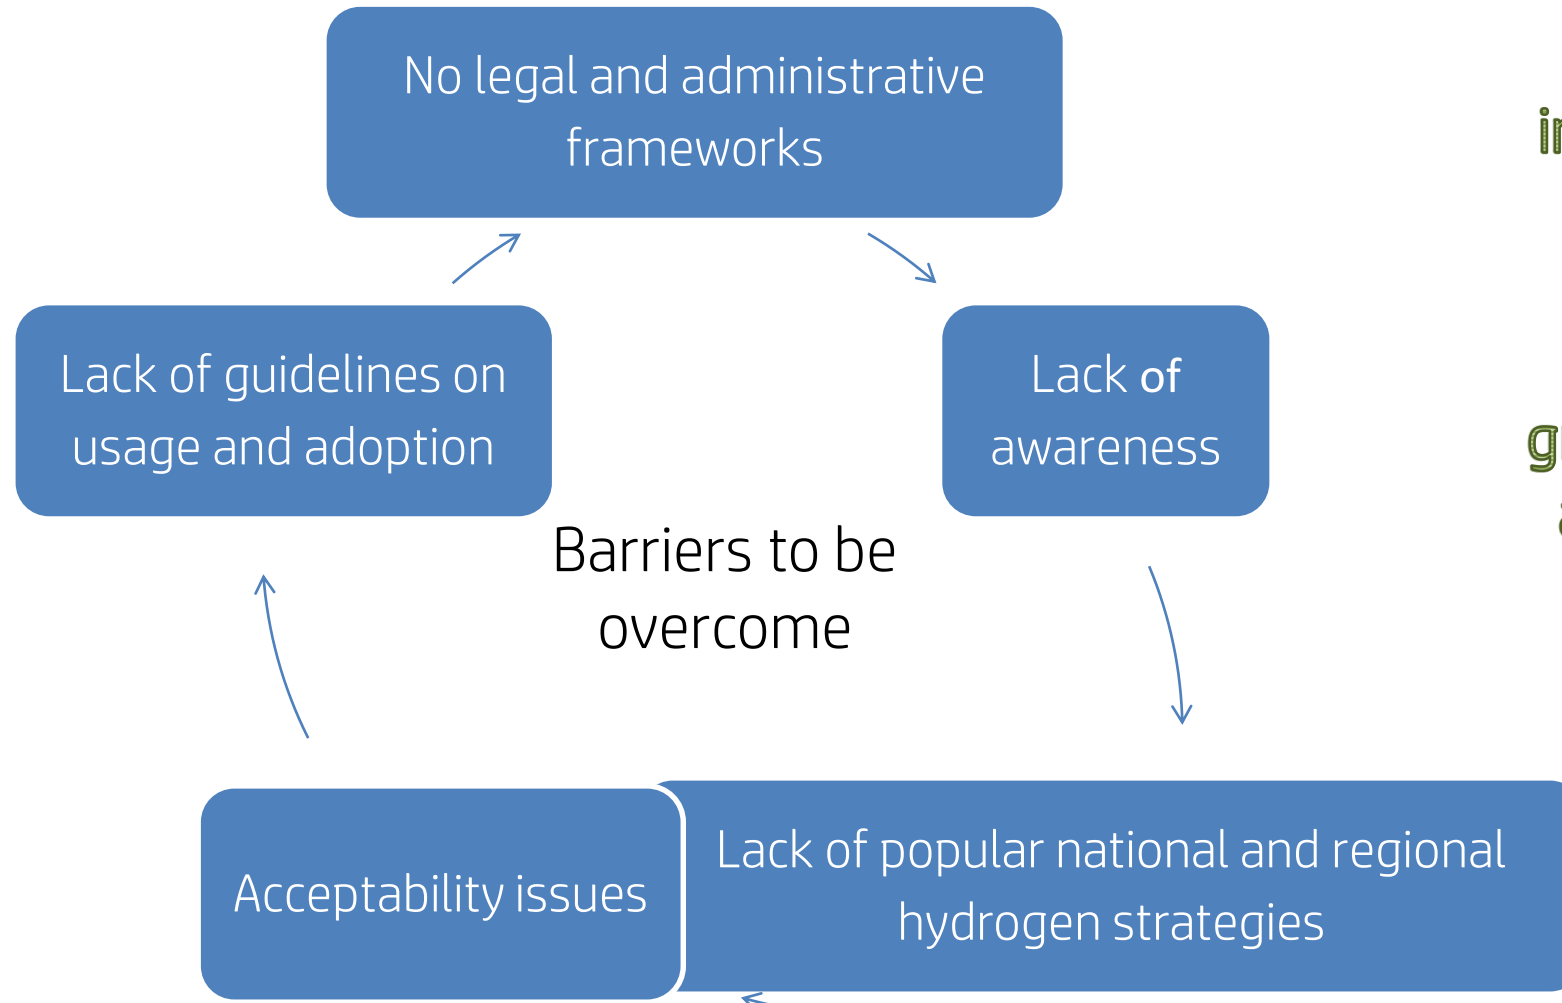 No legal and administrative
frameworks
Lack of guidelines on
usage and adoption
Lack of
awareness
Barriers to be
overcome
Acceptability issues
Lack of popular national and regional
hydrogen strategies